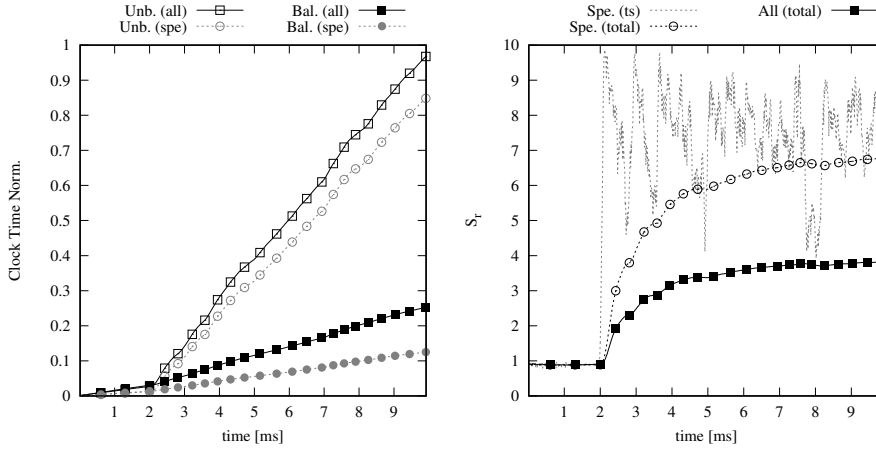 Unb. (all)
Unb. (spe)
Bal. (all)
Bal. (spe)
1
0.9
0.8
0.7
0.6
0.5
0.4
0.3
0.2
0.1
0
Clock Time Norm.
1 2 3 4 5 6 7 8 9
time [ms]
Spe. (ts)
Spe. (total)
All (total)
10
9
8
7
6
5
4
3
2
1
0
S_r
1 2 3 4 5 6 7 8 9
time [ms]